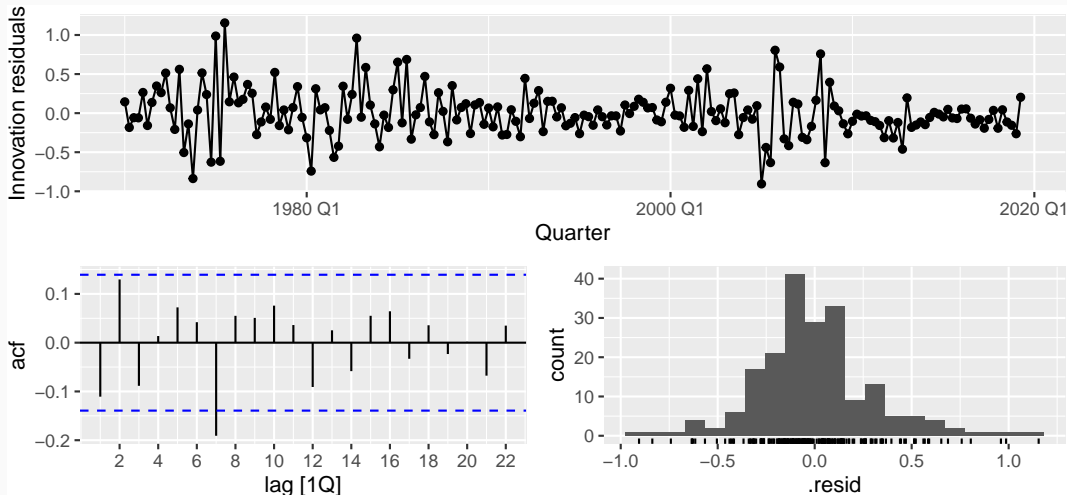 Innovation residuals
1.0
0.5
0.0
−0.5
−1.0
1980 Q1 2000 Q1 2020 Q1
Quarter
acf
0.1
0.0
−0.1
−0.2
2 4 6 8 10 12 14 16 18 20 22
lag [1Q]
count
40
30
20
10
0
−1.0 −0.5 0.0 0.5 1.0
.resid